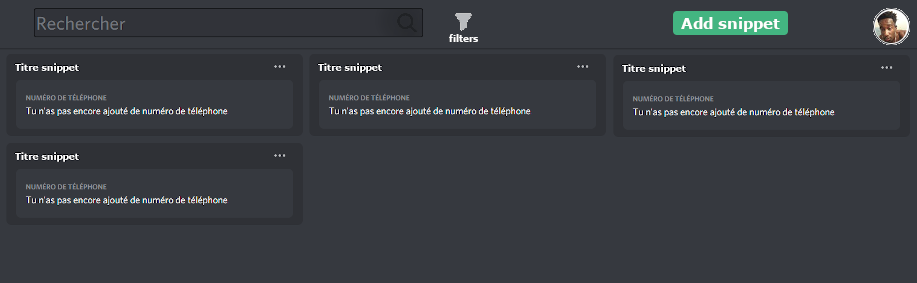 Rechercher
filters
Add snippet
Titre snippet
NUMÉRO DE TÉLÉPHONE
Tu n'as pas encore ajouté de numéro de téléphone
Titre snippet
NUMÉRO DE TÉLÉPHONE
Tu n'as pas encore ajouté de numéro de téléphone
Titre snippet
NUMÉRO DE TÉLÉPHONE
Tu n'as pas encore ajouté de numéro de téléphone
Titre snippet
NUMÉRO DE TÉLÉPHONE
Tu n'as pas encore ajouté de numéro de téléphone